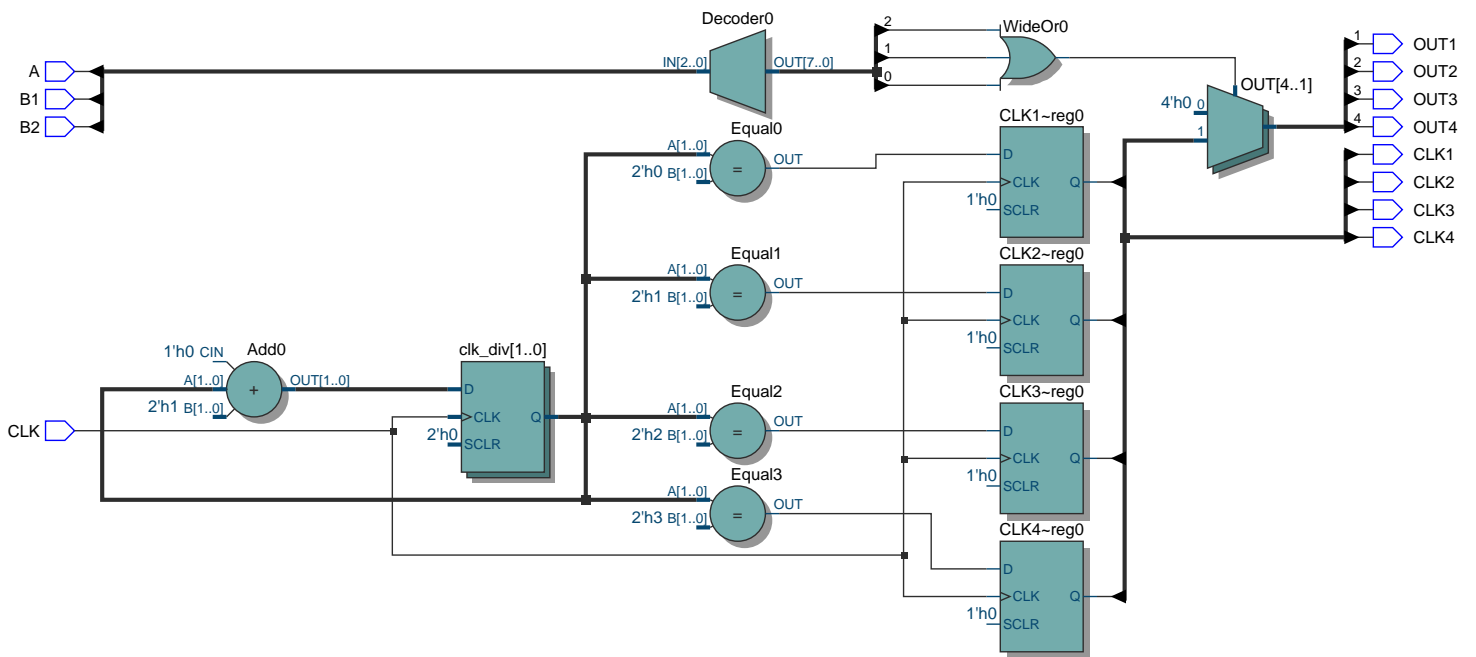 Decoder0
IN[2..0] OUT[7..0]
2
1
0
WideOr0
OUT[4..1]
4'h0 0
1
1 OUT1
2 OUT2
3 OUT3
4 OUT4
CLK1
CLK2
CLK3
CLK4
A
B1
B2
Equal0
A[1..0]
2'h0 B[1..0]
=
OUT
CLK1~reg0
D
CLK
1'h0 SCLR
Q
Equal1
A[1..0]
2'h1 B[1..0]
=
OUT
CLK2~reg0
D
CLK
1'h0 SCLR
Q
Add0
1'h0 CIN
A[1..0]
2'h1 B[1..0]
+
OUT[1..0]
clk_div[1..0]
D
CLK
2'h0 SCLR
Q
CLK
Equal2
A[1..0]
2'h2 B[1..0]
=
OUT
CLK3~reg0
D
CLK
1'h0 SCLR
Q
Equal3
A[1..0]
2'h3 B[1..0]
=
OUT
CLK4~reg0
D
CLK
1'h0 SCLR
Q